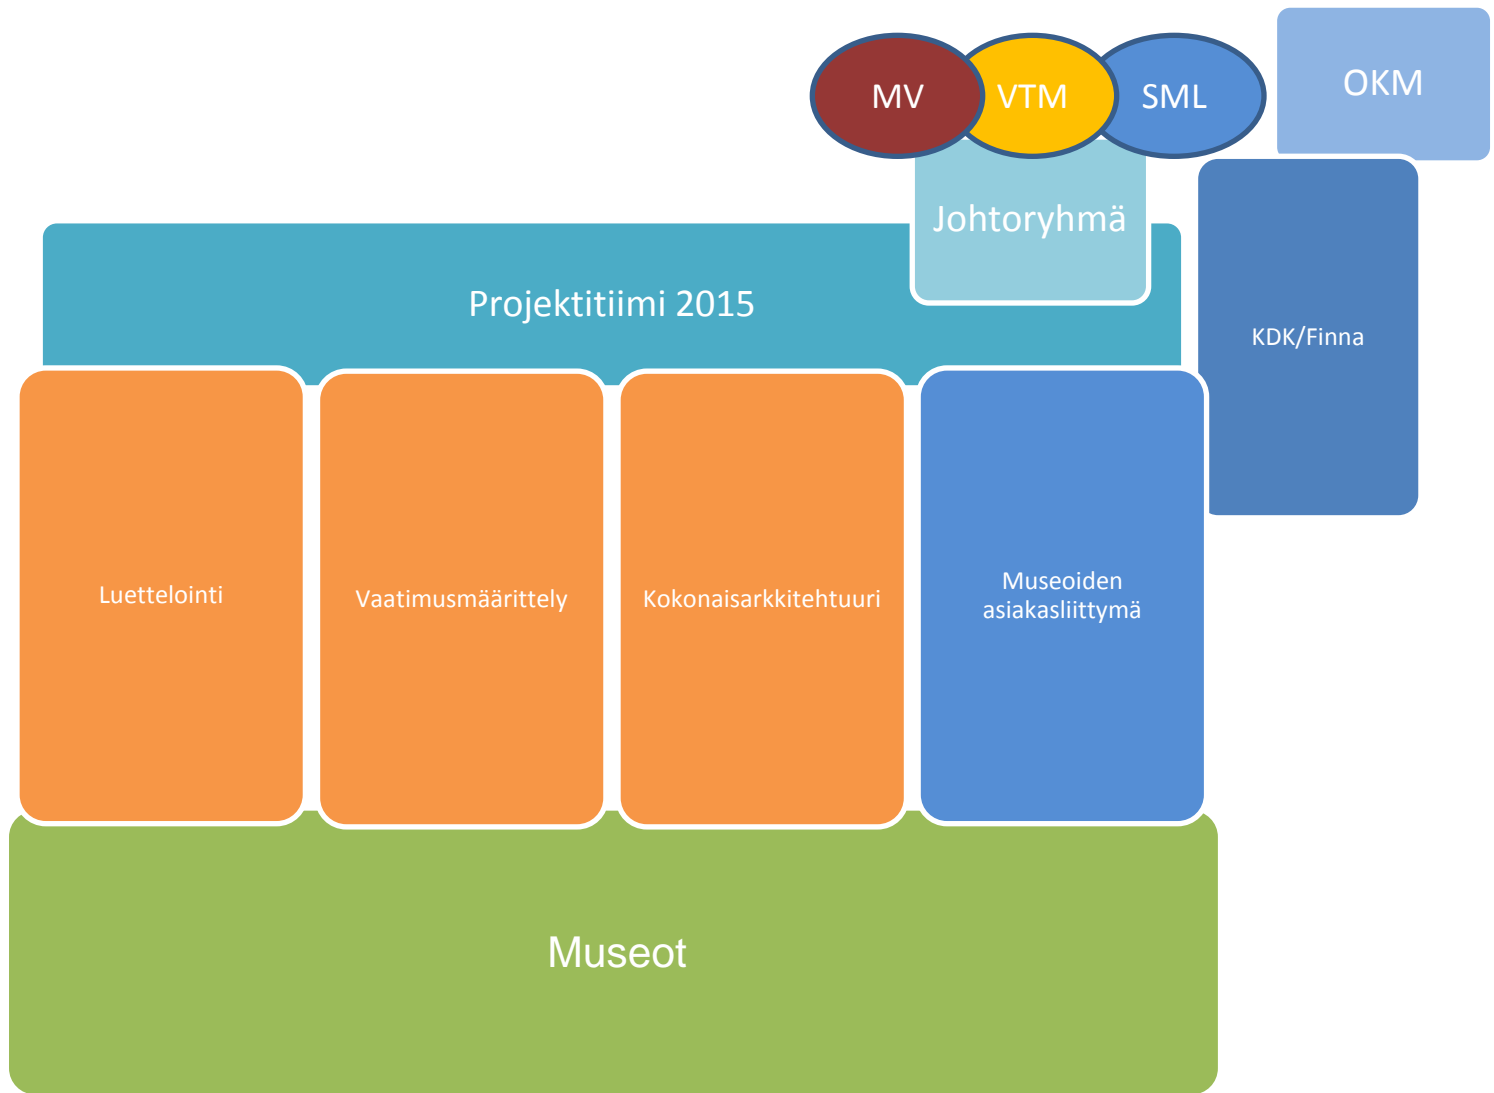 MV
VTM
SML
OKM
Johtoryhmä
Projektitiimi 2015
KDK/Finna
Luettelointi
Vaatimusmäärittely
Kokonaisarkkitehtuuri
Museoiden
asiakasliittymä
Museot